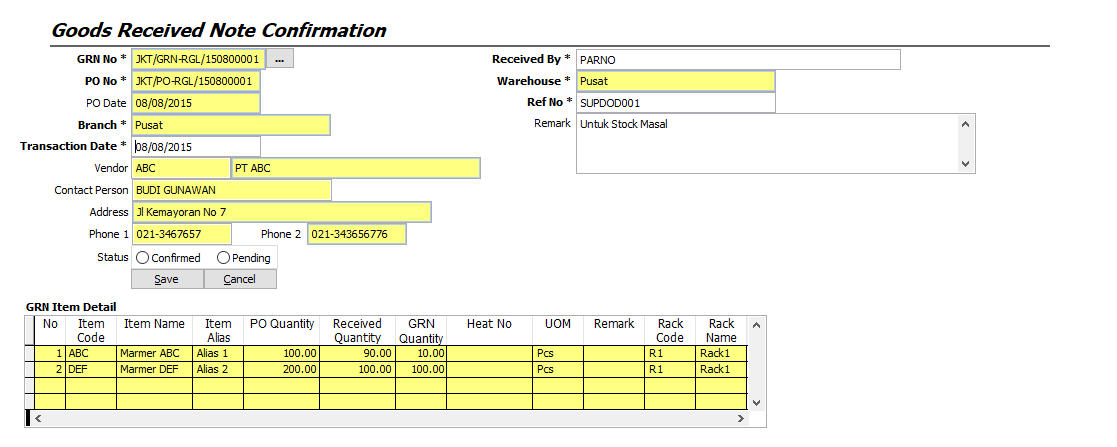 Goods Received Note Confirmation
GRN No * JKT/GRN-RGL/150800001 ... Received By * PARNO
PO No * JKT/PO-RGL/150800001 Warehouse * Pusat
PO Date 08/08/2015 Ref No * SUPDOD001
Branch * Pusat Remark Untuk Stock Masal
Transaction Date * 08/08/2015
Vendor ABC PT ABC
Contact Person BUDI GUNAWAN
Address Jl Kemayoran No 7
Phone 1 021-3467657 Phone 2 021-343656776
Status Confirmed Pending
Save Cancel
GRN Item Detail
No Item Code Item Name Item Alias PO Quantity Received Quantity GRN Quantity Heat No UOM Remark Rack Code Rack Name
1 ABC Marmer ABC Alias 1 100.00 90.00 10.00 Pcs R1 Rack1
2 DEF Marmer DEF Alias 2 200.00 100.00 100.00 Pcs R1 Rack1